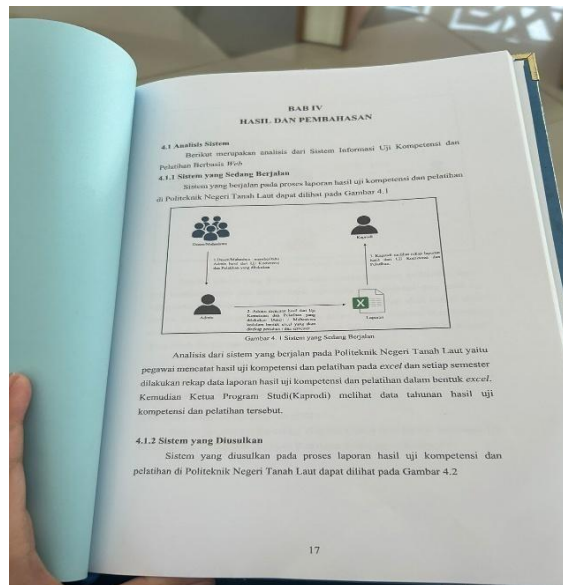 BAB IV
HASIL DAN PEMBAHASAN
4.1 Analisis Sistem
Berikut merupakan analisis dari Sistem Informasi Uji Kompetensi dan
Pelatihan Berbasis Web
4.1.1 Sistem yang Sedang Berjalan
Sistem yang berjalan pada proses laporan hasil uji kompetensi dan pelatihan
di Politeknik Negeri Tanah Laut dapat dilihat pada Gambar 4.1
Dosen/Mahasiswa
Kaprodi
Admin
Laporan
Gambar 4. 1 Sistem yang Sedang Berjalan
Analisis dari sistem yang berjalan pada Politeknik Negeri Tanah Laut yaitu
pegawai mencatat hasil uji kompetensi dan pelatihan pada excel dan setiap semester
dilakukan rekap data laporan hasil uji kompetensi dan pelatihan dalam bentuk excel.
Kemudian Ketua Program Studi(Kaprodi) melihat data tahunan hasil uji
kompetensi dan pelatihan tersebut.
4.1.2 Sistem yang Diusulkan
Sistem yang diusulkan pada proses laporan hasil uji kompetensi dan
pelatihan di Politeknik Negeri Tanah Laut dapat dilihat pada Gambar 4.2
17